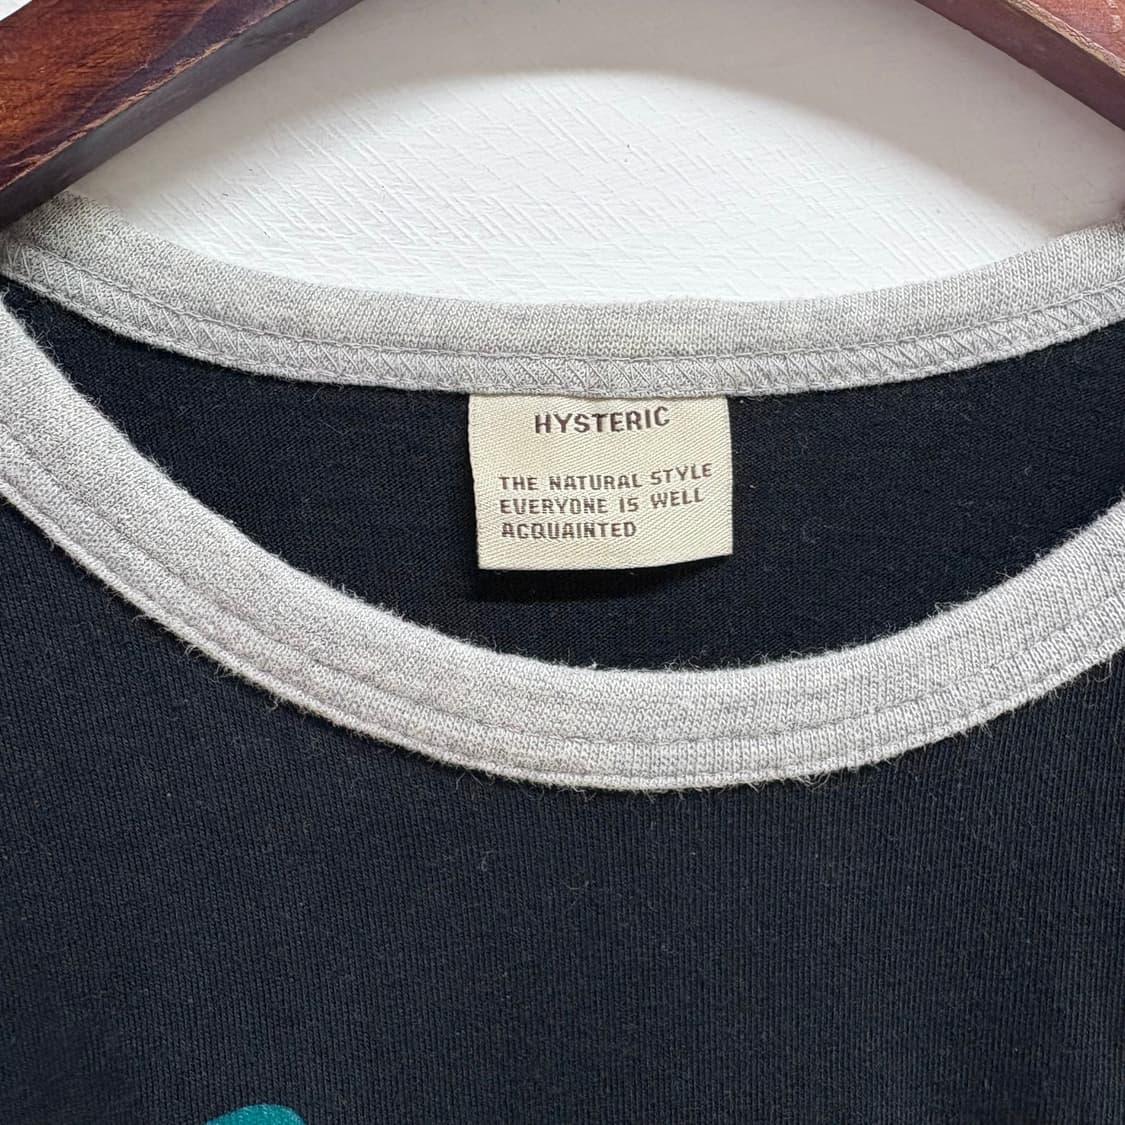 HYSTERIC
THE NATURAL STYLE
EVERYONE IS WELL
ACQUAINTED